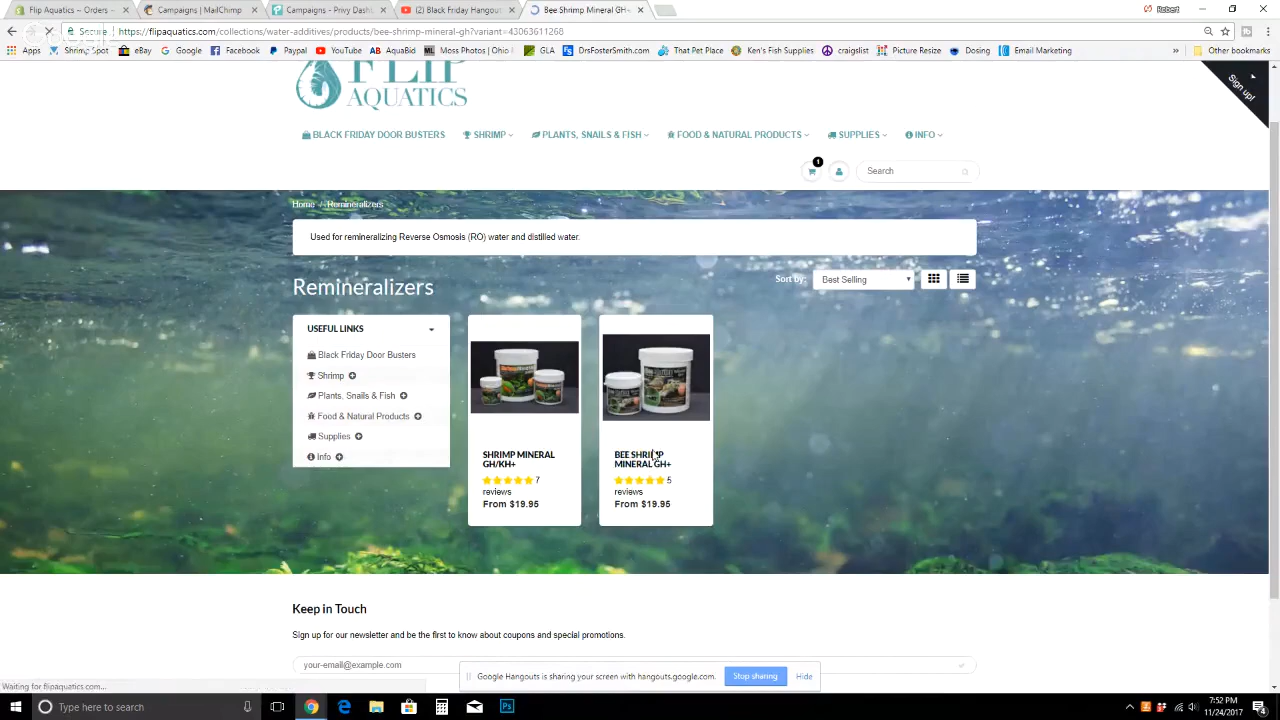 Flip Aquatics ~ Orders ~
Campaigns | MailChimp
Campaigns - Privy Dash
(2) Black Friday Hangout
Bee Shrimp Mineral GH
Robert
Secure
https://flipaquatics.com/collections/water-additives/products/bee-shrimp-mineral-gh?variant=43063611268
Apps
Shrimp Spot
eBay
Google
Facebook
Paypal
YouTube
AB AquaBid
ML Moss Photos | Ohio
GLA
DrsFosterSmith.com
That Pet Place
Ken's Fish Supplies
craigslist
Picture Resize
Dosing
Email Marketing
»
Other bookmarks
FLIP
AQUATICS
Sign up!
BLACK FRIDAY DOOR BUSTERS
SHRIMP
PLANTS, SNAILS & FISH
FOOD & NATURAL PRODUCTS
SUPPLIES
INFO
1
Search
Home / Remineralizers
Used for remineralizing Reverse Osmosis (RO) water and distilled water.
Remineralizers
Sort by:
Best Selling
USEFUL LINKS
Black Friday Door Busters
Shrimp
Plants, Snails & Fish
Food & Natural Products
Supplies
Info
SHRIMP MINERAL
GH/KH+
7
reviews
From $19.95
BEE SHRIMP
MINERAL GH+
5
reviews
From $19.95
Keep in Touch
Sign up for our newsletter and be the first to know about coupons and special promotions.
your-email@example.com
Google Hangouts is sharing your screen with hangouts.google.com.
Stop sharing
Hide
Waiting for flipaquatics.com...
Type here to search
Ps
7:52 PM
11/24/2017
4